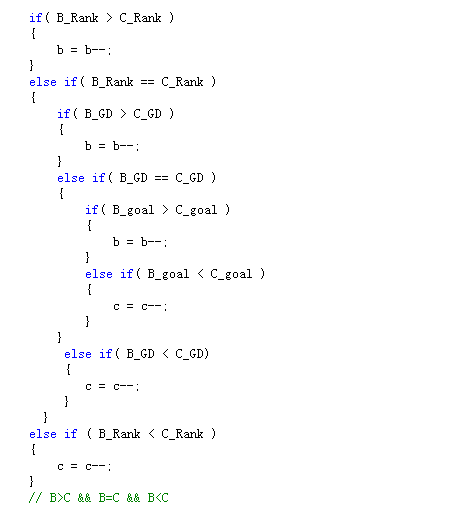 if( B_Rank > C_Rank )
{
b = b--;
}
else if( B_Rank == C_Rank )
{
if( B_GD > C_GD )
{
b = b--;
}
else if( B_GD == C_GD )
{
if( B_goal > C_goal )
{
b = b--;
}
else if( B_goal < C_goal )
{
c = c--;
}
}
else if( B_GD < C_GD)
{
c = c--;
}
}
else if ( B_Rank < C_Rank )
{
c = c--;
}
// B>C && B=C && B<C